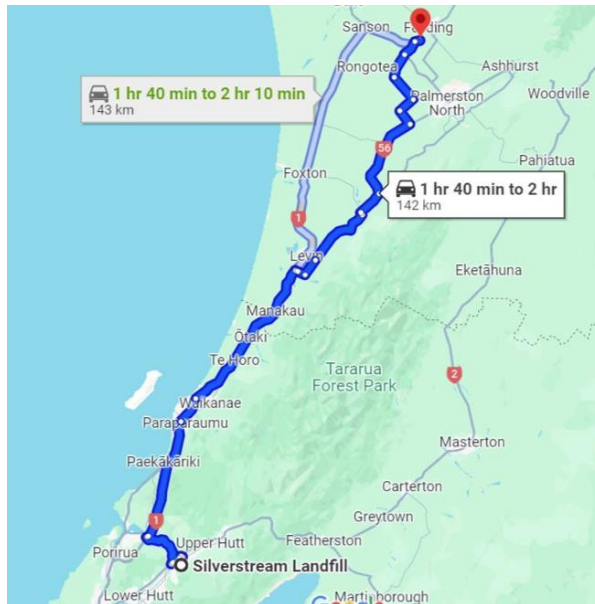 Sanson
Feilding
Rongotea
Ashhurst
1 hr 40 min to 2 hr 10 min
143 km
Palmerston
North
Woodville
56
Pahiatua
Foxton
1 hr 40 min to 2 hr
142 km
1
Levin
Eketāhuna
Manakau
Ōtaki
Te Horo
Tararua
Forest Park
2
Waikanae
Paraparaumu
Masterton
Paekākāriki
Carterton
1
Greytown
Upper Hutt
Featherston
Porirua
Silverstream Landfill
Lower Hutt
Martinborough